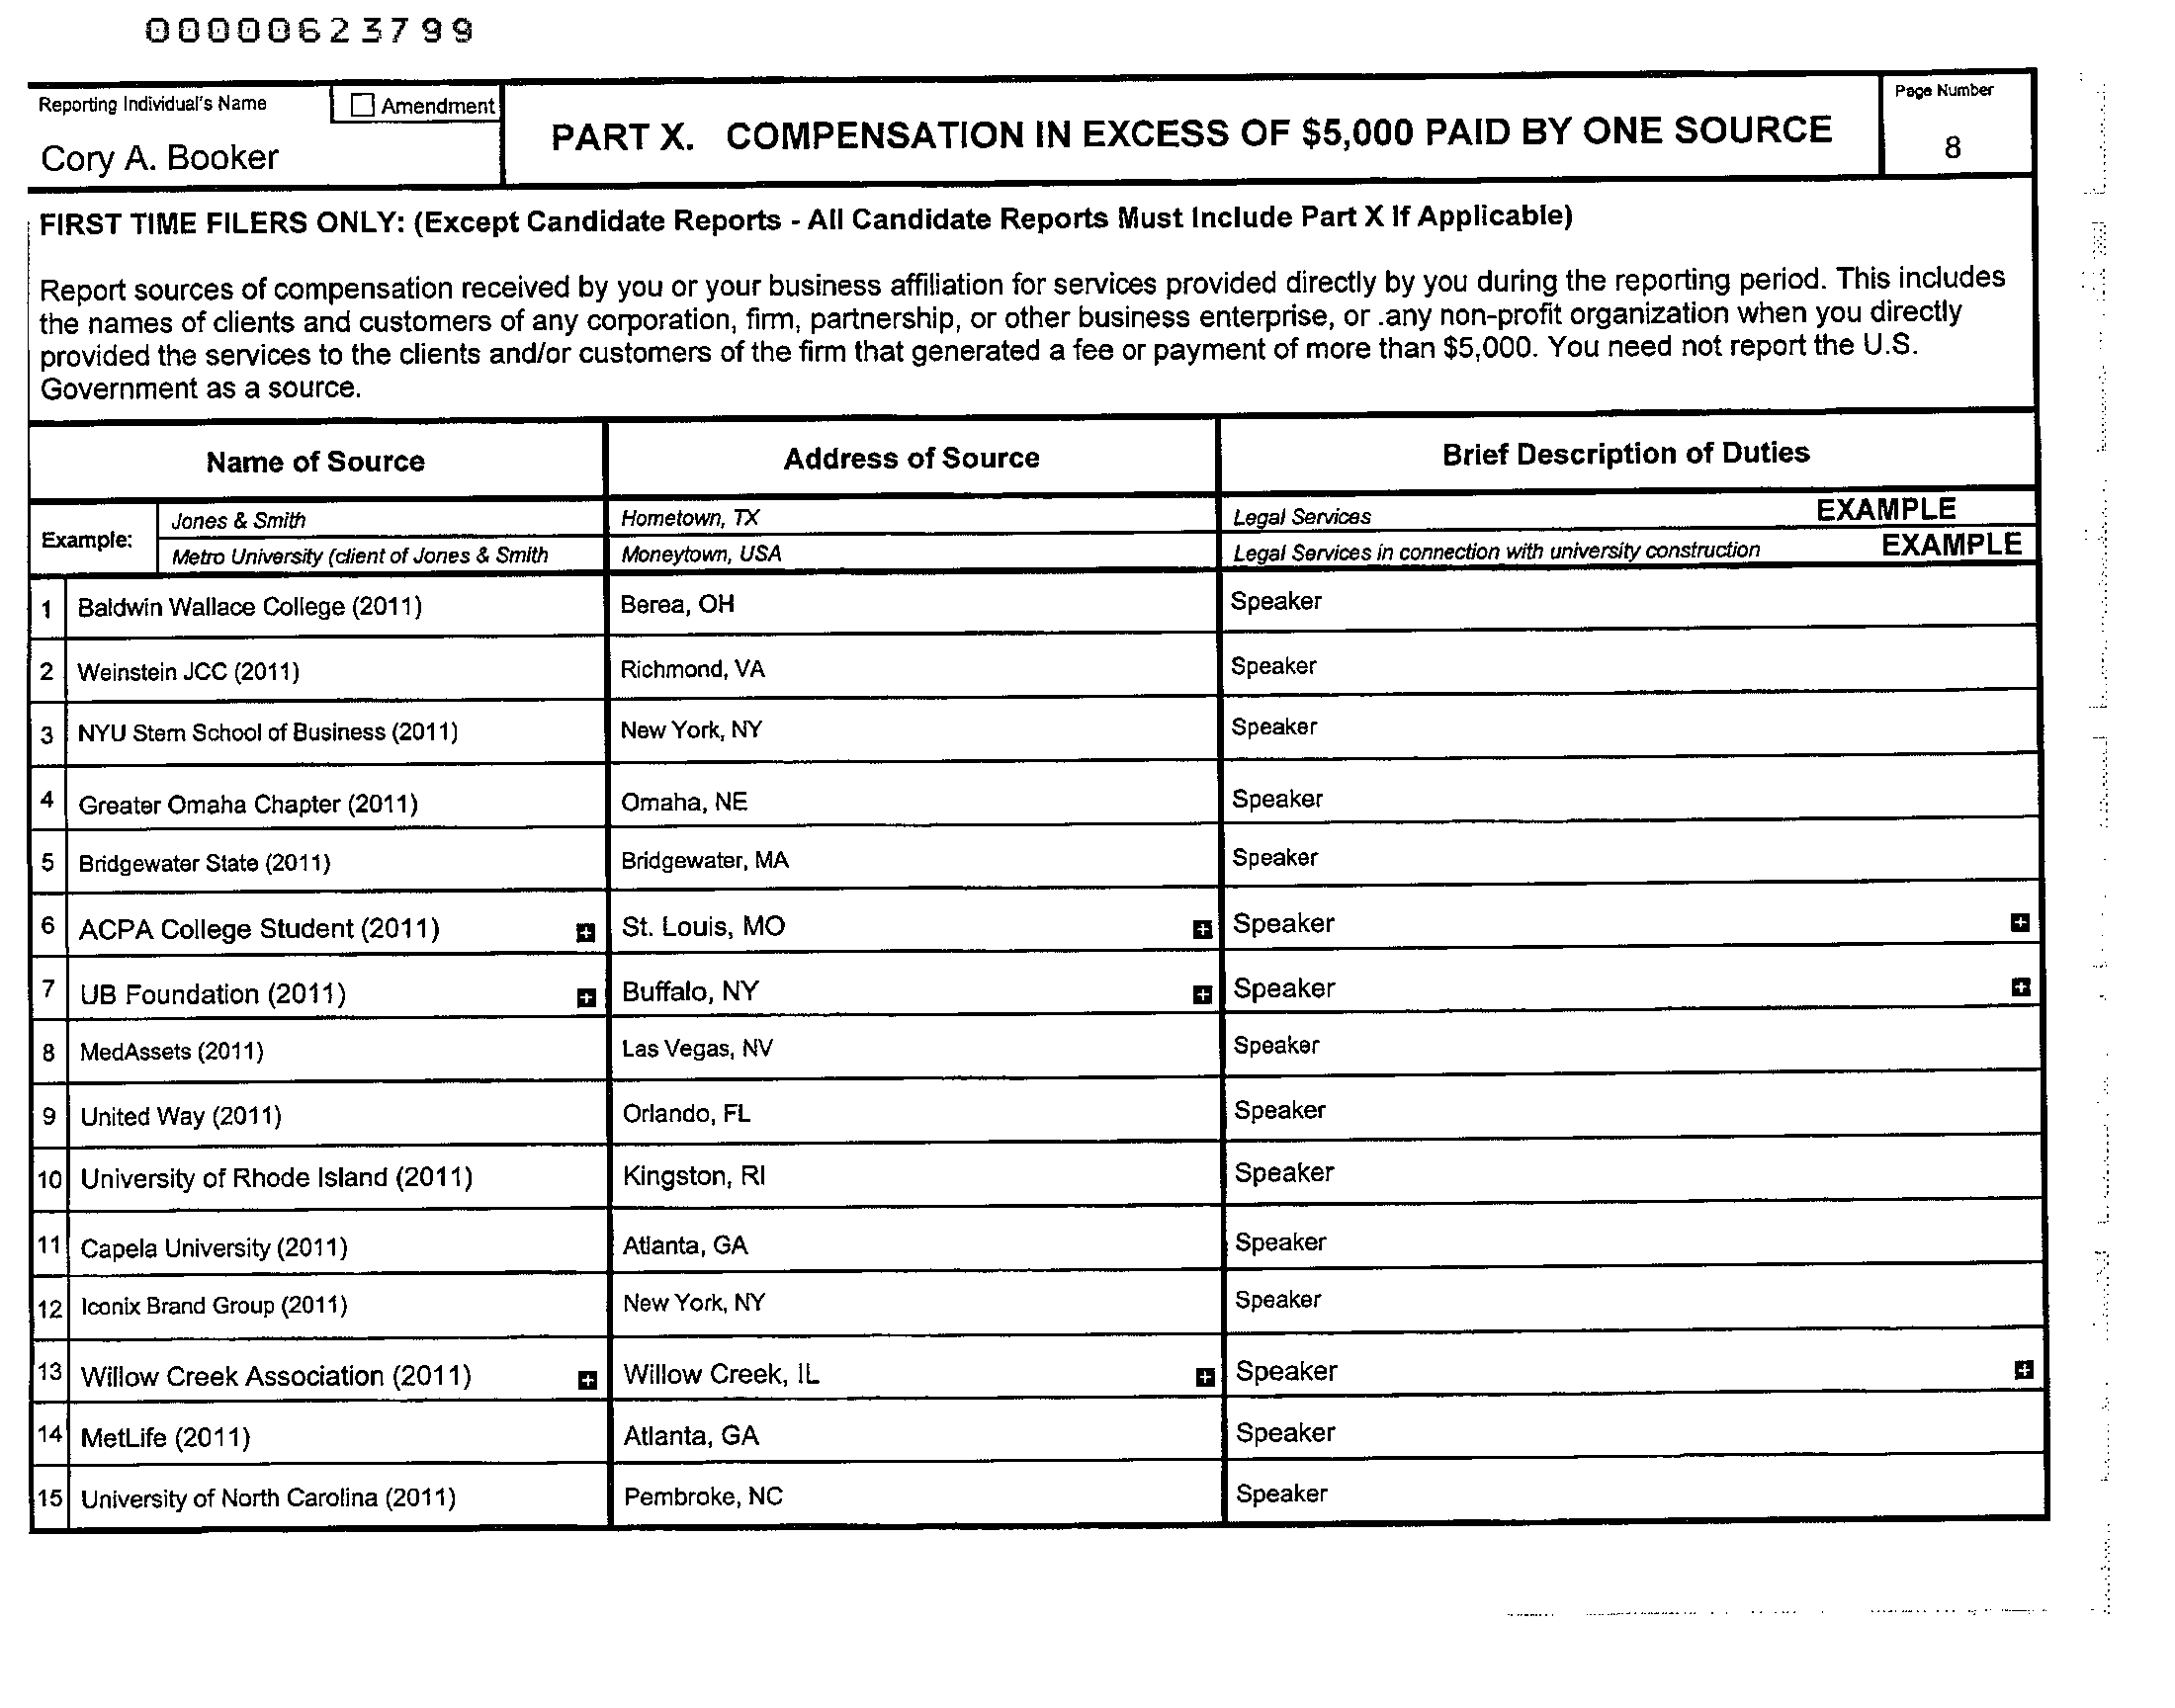 00000623799
Reporting Individual's Name
Amendment
Cory A. Booker
PART X. COMPENSATION IN EXCESS OF $5,000 PAID BY ONE SOURCE
Page Number
8
FIRST TIME FILERS ONLY: (Except Candidate Reports - All Candidate Reports Must Include Part X If Applicable)
Report sources of compensation received by you or your business affiliation for services provided directly by you during the reporting period. This includes
the names of clients and customers of any corporation, firm, partnership, or other business enterprise, or .any non-profit organization when you directly
provided the services to the clients and/or customers of the firm that generated a fee or payment of more than $5,000. You need not report the U.S.
Government as a source.
Name of Source Address of Source Brief Description of Duties
Example:
Jones & Smith Hometown, TX Legal Services EXAMPLE
Metro University (client of Jones & Smith Moneytown, USA Legal Services in connection with university construction EXAMPLE
1 Baldwin Wallace College (2011) Berea, OH Speaker
2 Weinstein JCC (2011) Richmond, VA Speaker
3 NYU Stern School of Business (2011) New York, NY Speaker
4 Greater Omaha Chapter (2011) Omaha, NE Speaker
5 Bridgewater State (2011) Bridgewater, MA Speaker
6 ACPA College Student (2011) + St. Louis, MO + Speaker +
7 UB Foundation (2011) + Buffalo, NY + Speaker +
8 MedAssets (2011) Las Vegas, NV Speaker
9 United Way (2011) Orlando, FL Speaker
10 University of Rhode Island (2011) Kingston, RI Speaker
11 Capela University (2011) Atlanta, GA Speaker
12 Iconix Brand Group (2011) New York, NY Speaker
13 Willow Creek Association (2011) + Willow Creek, IL + Speaker +
14 MetLife (2011) Atlanta, GA Speaker
15 University of North Carolina (2011) Pembroke, NC Speaker